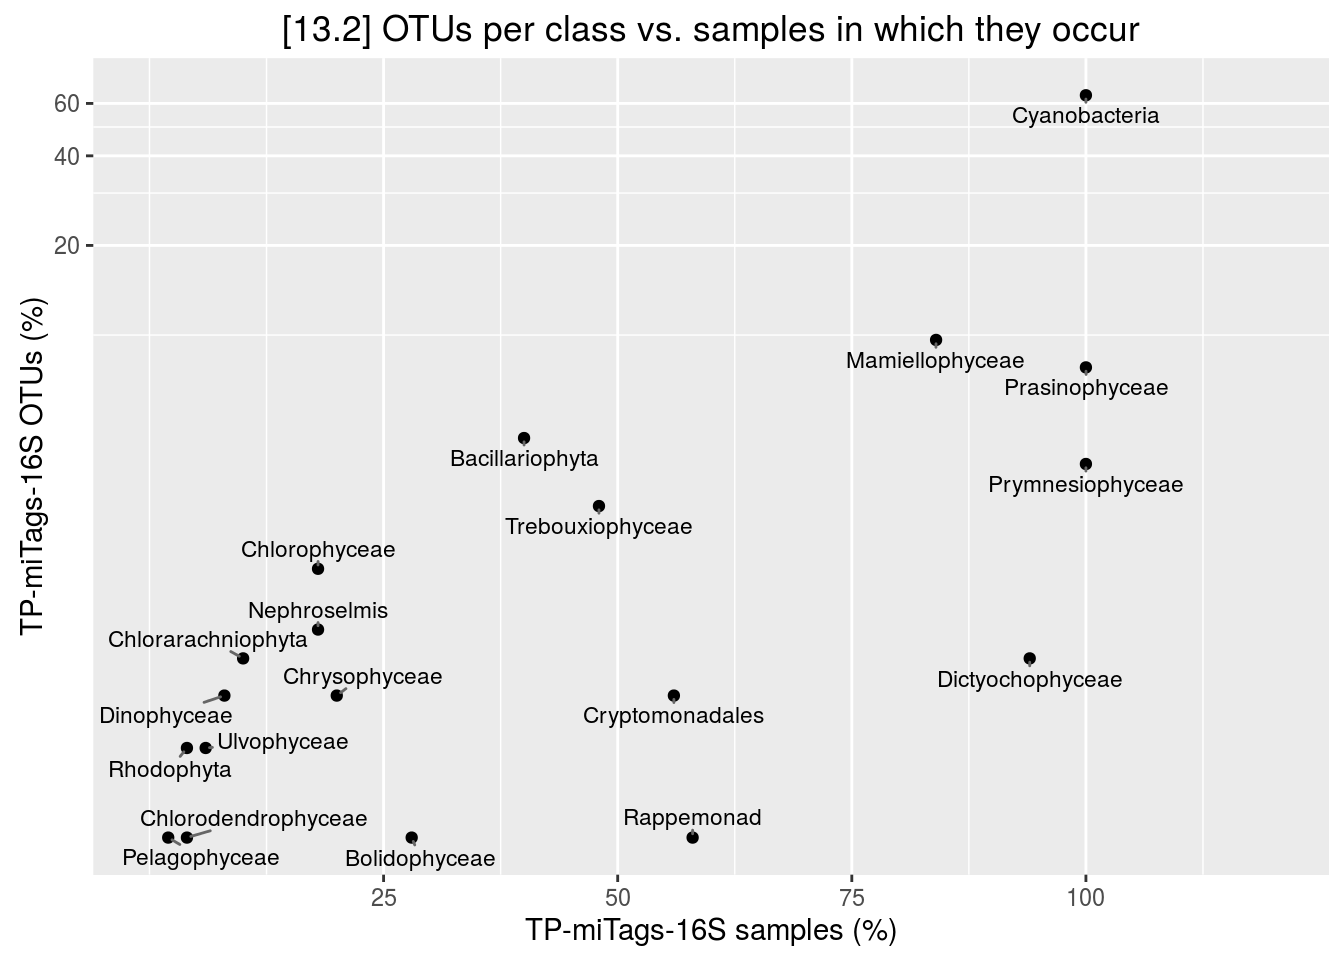 [13.2] OTUs per class vs. samples in which they occur
TP-miTags-16S OTUs (%)
60
40
20
Cyanobacteria
Mamiellophyceae
Prasinophyceae
Bacillariophyta
Prymnesiophyceae
Trebouxiophyceae
Chlorophyceae
Nephroselmis
Chlorarachniophyta
Chrysophyceae
Dictyochophyceae
Dinophyceae
Cryptomonadales
Ulvophyceae
Rhodophyta
Chlorodendrophyceae
Rappemonad
Pelagophyceae
Bolidophyceae
25 50 75 100
TP-miTags-16S samples (%)